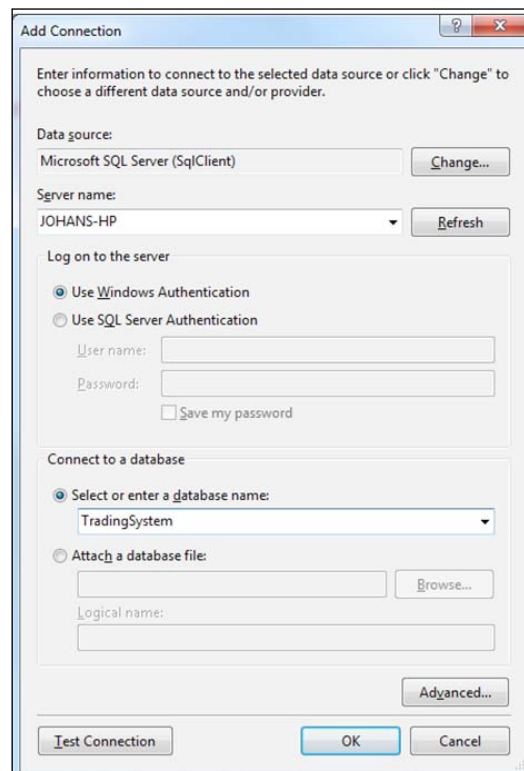 Add Connection
Enter information to connect to the selected data source or click "Change" to
choose a different data source and/or provider.
Data source:
Microsoft SQL Server (SqlClient)
Change...
Server name:
JOHANS-HP
Refresh
Log on to the server
Use Windows Authentication
Use SQL Server Authentication
User name:
Password:
Save my password
Connect to a database
Select or enter a database name:
TradingSystem
Attach a database file:
Browse...
Logical name:
Advanced...
Test Connection
OK
Cancel